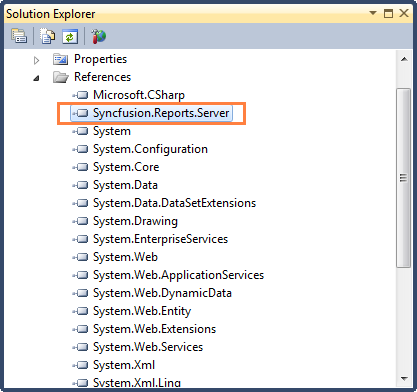 Solution Explorer
Properties
References
Microsoft.CSharp
Syncfusion.Reports.Server
System
System.Configuration
System.Core
System.Data
System.Data.DataSetExtensions
System.Drawing
System.EnterpriseServices
System.Web
System.Web.ApplicationServices
System.Web.DynamicData
System.Web.Entity
System.Web.Extensions
System.Web.Services
System.Xml
System.Xml.Linq